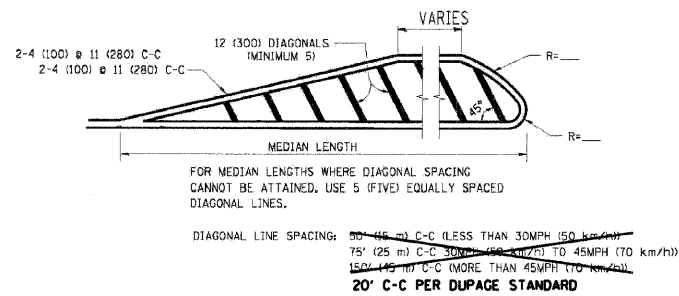 VARIES
2-4 (100) @ 11 (280) C-C
2-4 (100) @ 11 (280) C-C
12 (300) DIAGONALS
(MINIMUM 5)
R=___
45°
R=___
MEDIAN LENGTH
FOR MEDIAN LENGTHS WHERE DIAGONAL SPACING
CANNOT BE ATTAINED, USE 5 (FIVE) EQUALLY SPACED
DIAGONAL LINES.
DIAGONAL LINE SPACING: 50' (15 m) C-C (LESS THAN 30MPH (50 km/h))
75' (25 m) C-C 30MPH (50 km/h) TO 45MPH (70 km/h))
150' (45 m) C-C (MORE THAN 45MPH (70 km/h))
20' C-C PER DUPAGE STANDARD